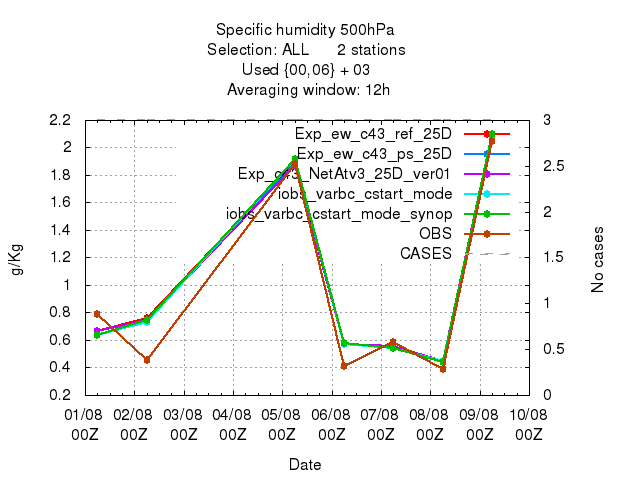 Specific humidity 500hPa
Selection: ALL 2 stations
Used {00,06} + 03
Averaging window: 12h
2.2
2
1.8
1.6
1.4
1.2
1
0.8
0.6
0.4
0.2
g/Kg
Exp_ew_c43_ref_25D
Exp_ew_c43_ps_25D
Exp_c43_NetAtv3_25D_ver01
iobs_varbc_cstart_mode
iobs_varbc_cstart_mode_synop
OBS
CASES
3
2.5
2
1.5
1
0.5
0
No cases
01/08 02/08 03/08 04/08 05/08 06/08 07/08 08/08 09/08 10/08
00Z 00Z 00Z 00Z 00Z 00Z 00Z 00Z 00Z 00Z
Date